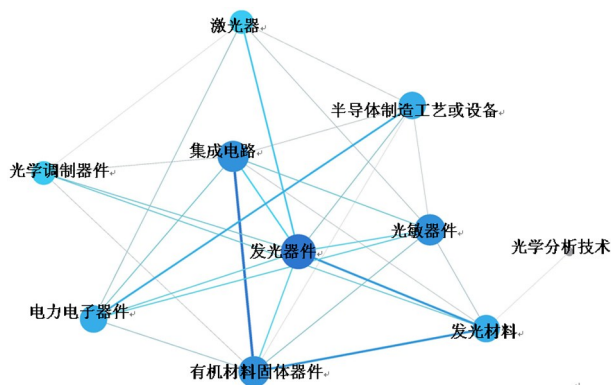 激光器
半导体制造工艺或设备
集成电路
光学调制器件
光敏器件
光学分析技术
发光器件
电力电子器件
发光材料
有机材料固体器件